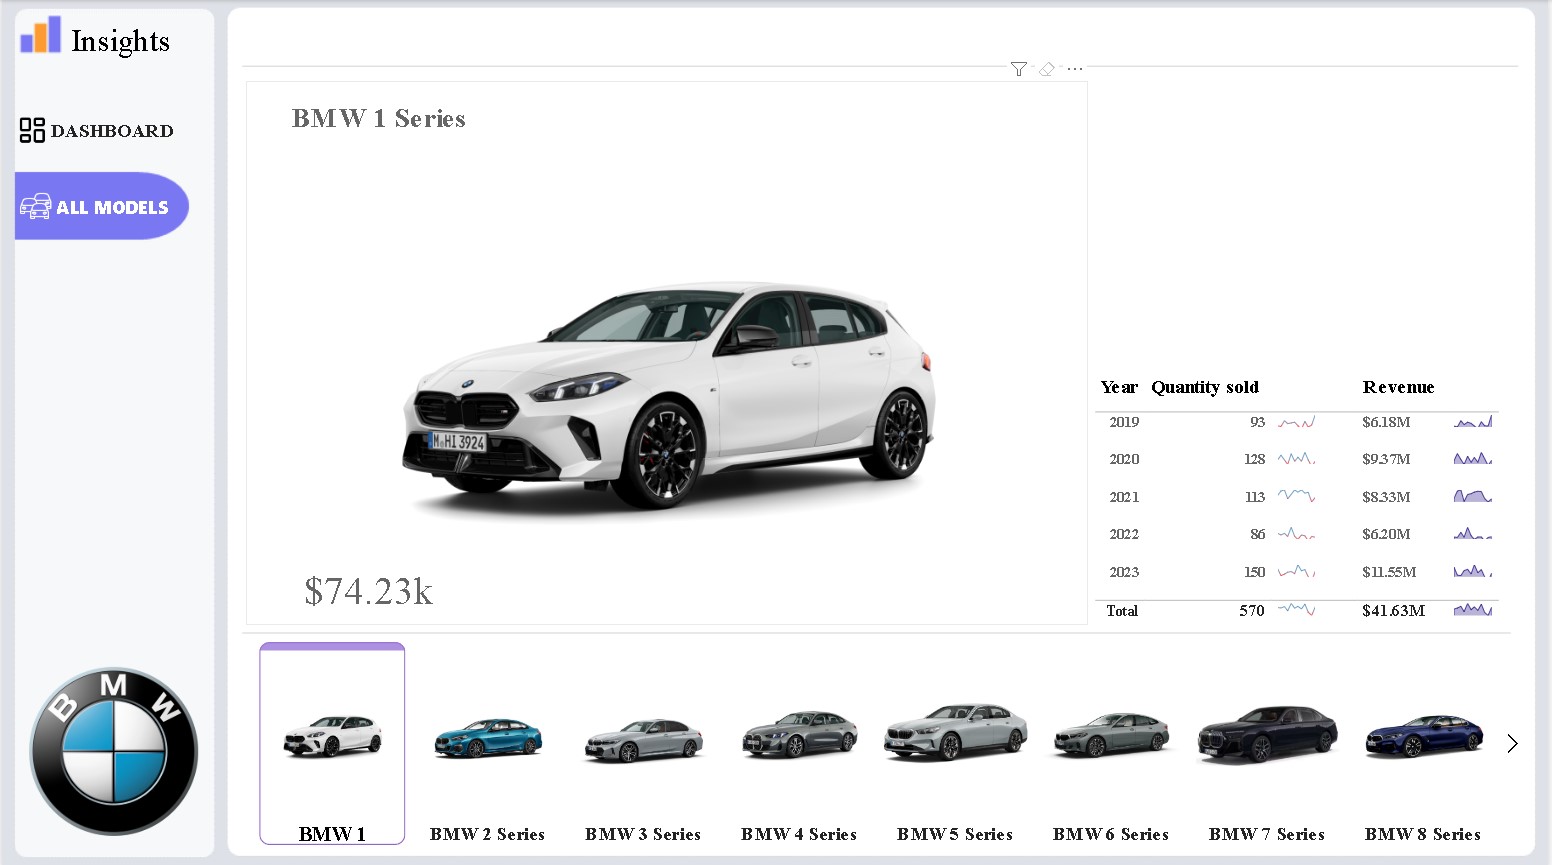 Insights
DASHBOARD
ALL MODELS
BMW
BMW 1 Series
M HI 3924
$74.23k
Year Quantity sold Revenue
2019 93 $6.18M
2020 128 $9.37M
2021 113 $8.33M
2022 86 $6.20M
2023 150 $11.55M
Total 570 $41.63M
BMW 1
BMW 2 Series
BMW 3 Series
BMW 4 Series
BMW 5 Series
BMW 6 Series
BMW 7 Series
BMW 8 Series